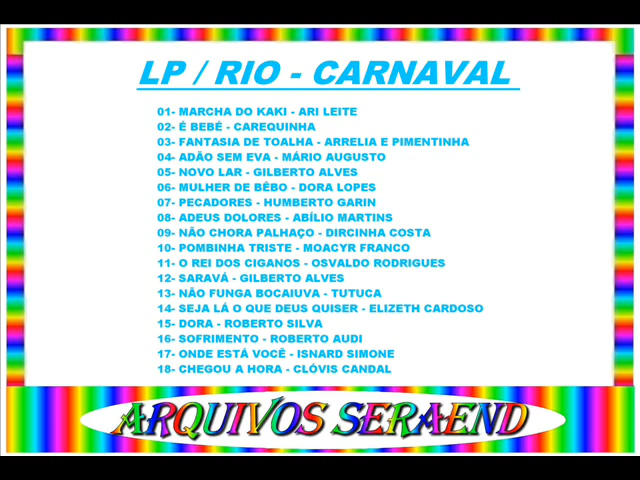 LP / RIO - CARNAVAL
01- MARCHA DO KAKI - ARI LEITE
02- É BEBÉ - CAREQUINHA
03- FANTASIA DE TOALHA - ARRELIA E PIMENTINHA
04- ADÃO SEM EVA - MÁRIO AUGUSTO
05- NOVO LAR - GILBERTO ALVES
06- MULHER DE BÊBO - DORA LOPES
07- PECADORES - HUMBERTO GARIN
08- ADEUS DOLORES - ABÍLIO MARTINS
09- NÃO CHORA PALHAÇO - DIRCINHA COSTA
10- POMBINHA TRISTE - MOACYR FRANCO
11- O REI DOS CIGANOS - OSVALDO RODRIGUES
12- SARAVÁ - GILBERTO ALVES
13- NÃO FUNGA BOCAIUVA - TUTUCA
14- SEJA LÁ O QUE DEUS QUISER - ELIZETH CARDOSO
15- DORA - ROBERTO SILVA
16- SOFRIMENTO - ROBERTO AUDI
17- ONDE ESTÁ VOCÊ - ISNARD SIMONE
18- CHEGOU A HORA - CLÓVIS CANDAL
ARQUIVOS SERAEND